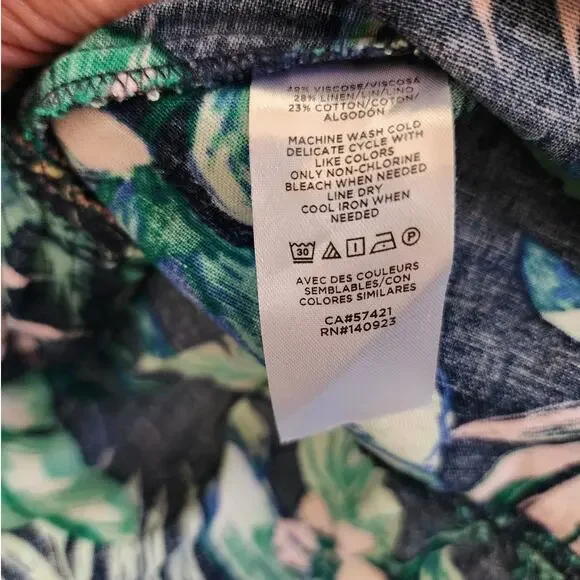 49% VISCOSE/VISCOSA
28% LINEN/LIN/LINO
23% COTTON/COTON/
ALGODÓN
MACHINE WASH COLD
DELICATE CYCLE WITH
LIKE COLORS
ONLY NON-CHLORINE
BLEACH WHEN NEEDED
LINE DRY
COOL IRON WHEN
NEEDED
30 P
AVEC DES COULEURS
SEMBLABLES/CON
COLORES SIMILARES
CA#57421
RN#140923